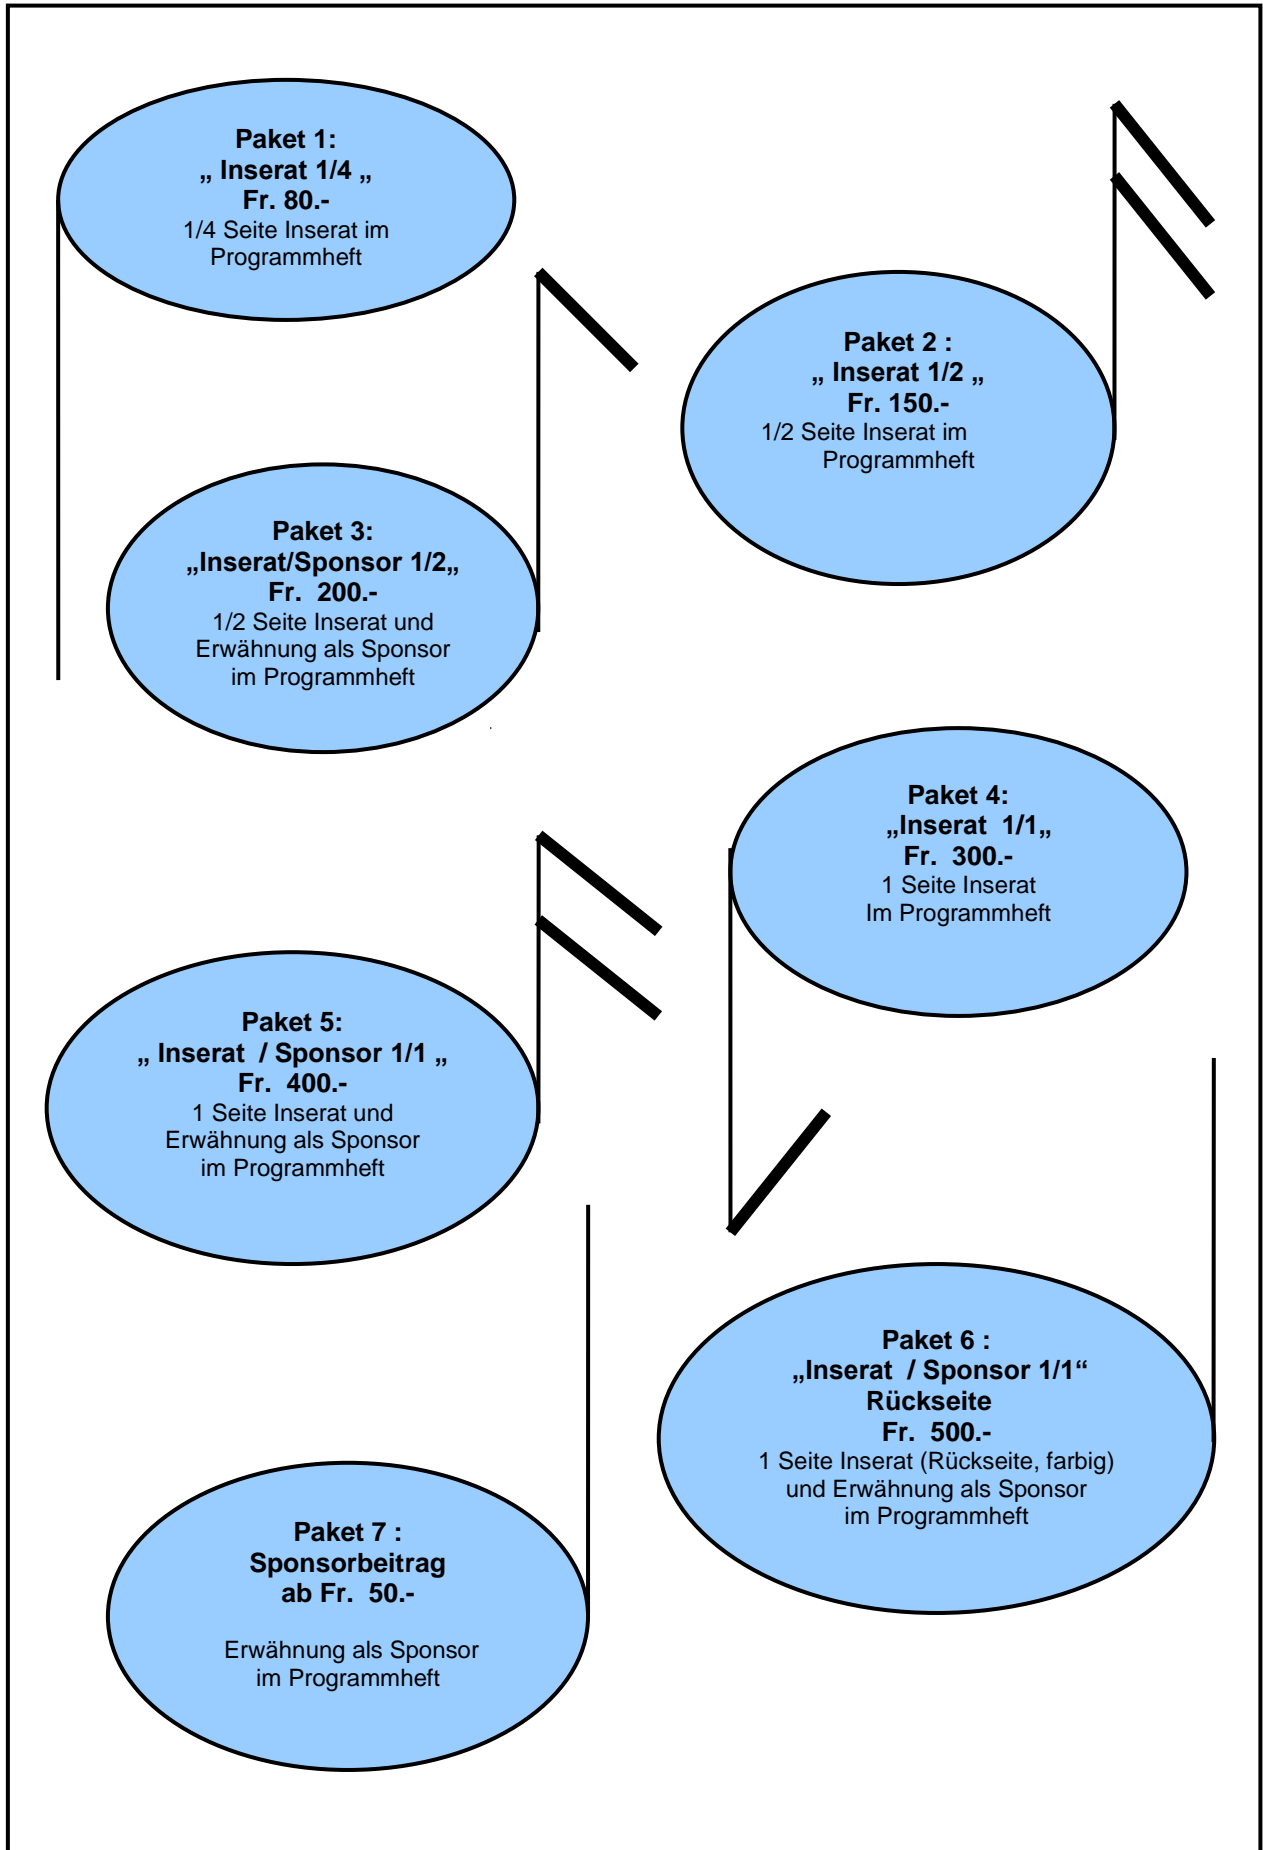 Paket 1:
„ Inserat 1/4 „
Fr. 80.-
1/4 Seite Inserat im
Programmheft
Paket 2 :
„ Inserat 1/2 „
Fr. 150.-
1/2 Seite Inserat im
Programmheft
Paket 3:
„Inserat/Sponsor 1/2„
Fr. 200.-
1/2 Seite Inserat und
Erwähnung als Sponsor
im Programmheft
Paket 4:
„Inserat 1/1„
Fr. 300.-
1 Seite Inserat
Im Programmheft
Paket 5:
„ Inserat / Sponsor 1/1 „
Fr. 400.-
1 Seite Inserat und
Erwähnung als Sponsor
im Programmheft
Paket 6 :
„Inserat / Sponsor 1/1“
Rückseite
Fr. 500.-
1 Seite Inserat (Rückseite, farbig)
und Erwähnung als Sponsor
im Programmheft
Paket 7 :
Sponsorbeitrag
ab Fr. 50.-
Erwähnung als Sponsor
im Programmheft